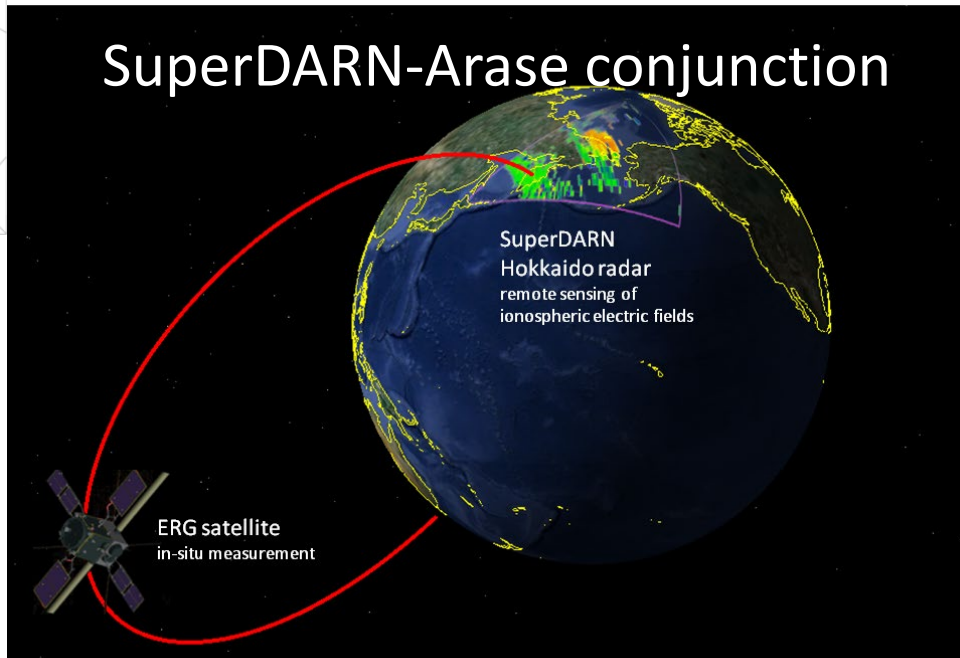 SuperDARN-Arase conjunction
SuperDARN
Hokkaido radar
remote sensing of
ionospheric electric fields
ERG satellite
in-situ measurement